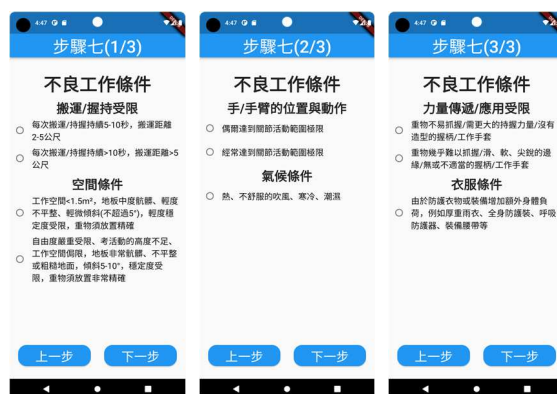 4:47
步驟七(1/3)
不良工作條件
搬運/握持受限
每次搬運/持握持續5-10秒，搬運距離
2-5公尺
每次搬運/持握持續>10秒，搬運距離>5
公尺
空間條件
工作空間<1.5m²，地板中度骯髒、輕度
不平整、輕微傾斜(不超過5°)，輕度穩
定度受限，重物須放置精確
自由度嚴重受限、考活動的高度不足、
工作空間侷限，地板非常骯髒、不平整
或粗糙地面，傾斜5-10°，穩定度受
限，重物須放置非常精確
上一步
下一步
4:47
步驟七(2/3)
不良工作條件
手/手臂的位置與動作
偶爾達到關節活動範圍極限
經常達到關節活動範圍極限
氣候條件
熱、不舒服的吹風、寒冷、潮濕
上一步
下一步
4:47
步驟七(3/3)
不良工作條件
力量傳遞/應用受限
重物不易抓握/需更大的持握力量/沒有
造型的握柄/工作手套
重物幾乎難以抓握/滑、軟、尖銳的邊
緣/無或不適當的握柄/工作手套
衣服條件
由於防護衣物或裝備增加額外身體負
荷，例如厚重雨衣、全身防護裝、呼吸
防護器、裝備腰帶等
上一步
下一步